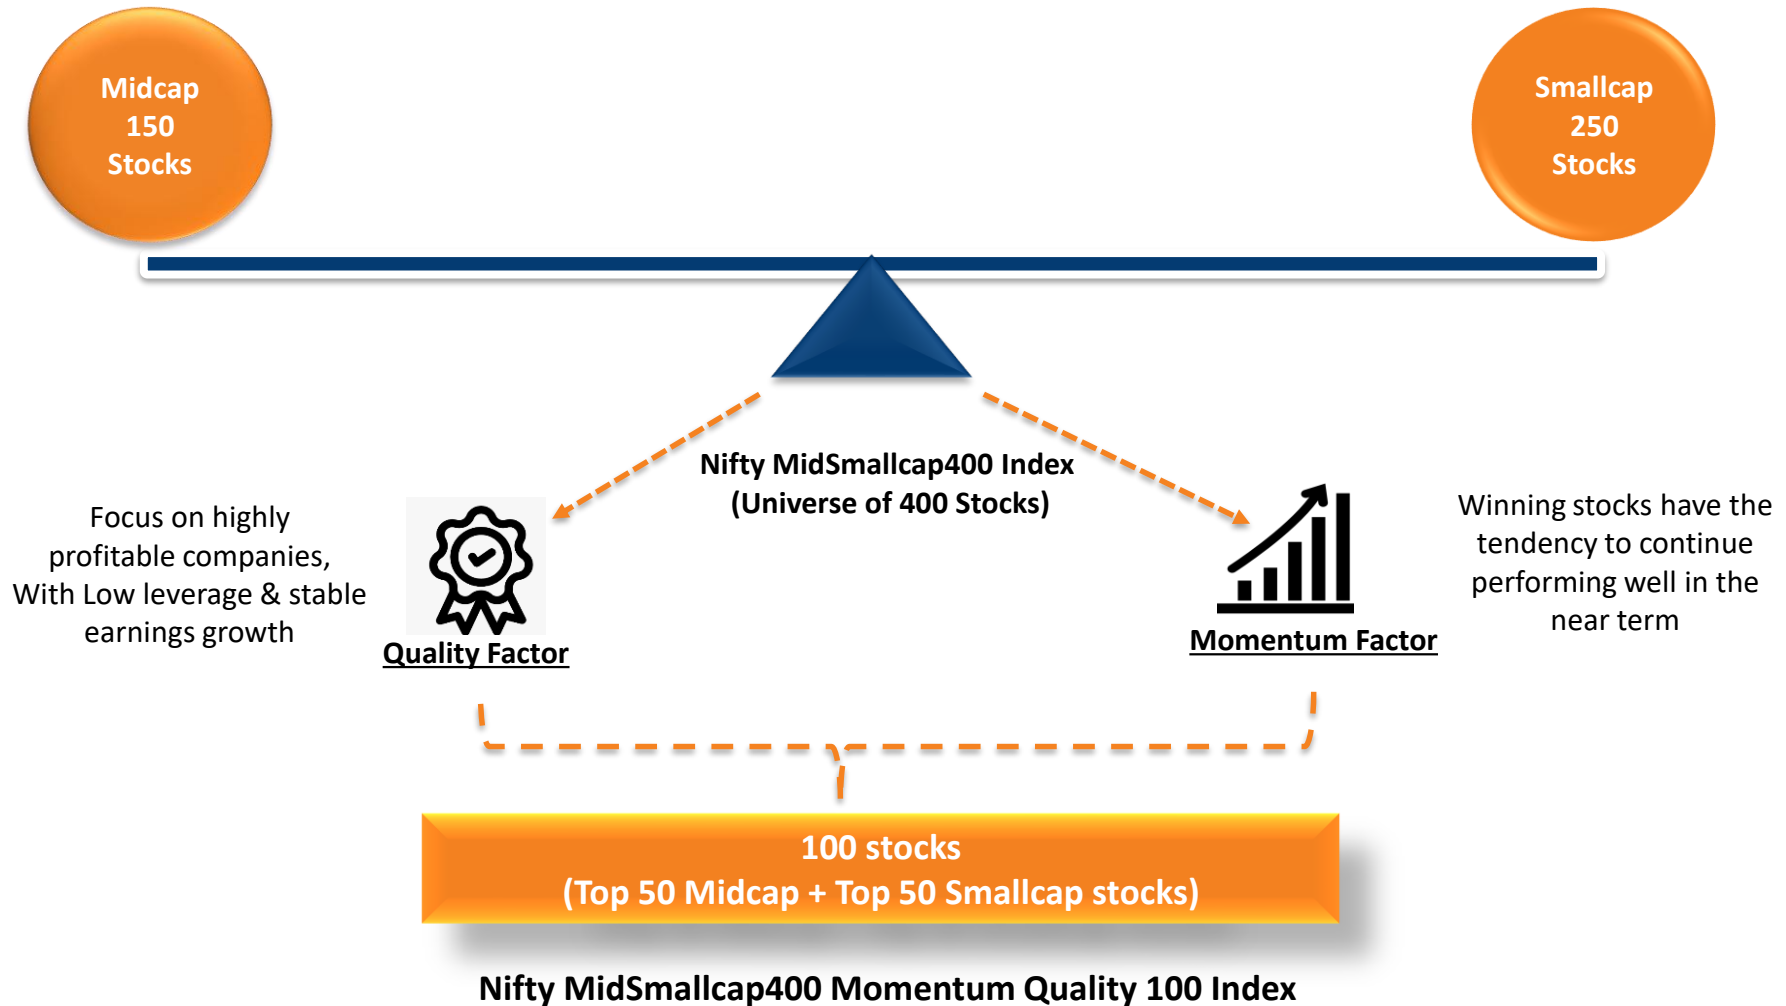 Midcap
150
Stocks
Smallcap
250
Stocks
Nifty MidSmallcap400 Index
(Universe of 400 Stocks)
Focus on highly
profitable companies,
With Low leverage & stable
earnings growth
Quality Factor
Winning stocks have the
tendency to continue
performing well in the
near term
Momentum Factor
100 stocks
(Top 50 Midcap + Top 50 Smallcap stocks)
Nifty MidSmallcap400 Momentum Quality 100 Index